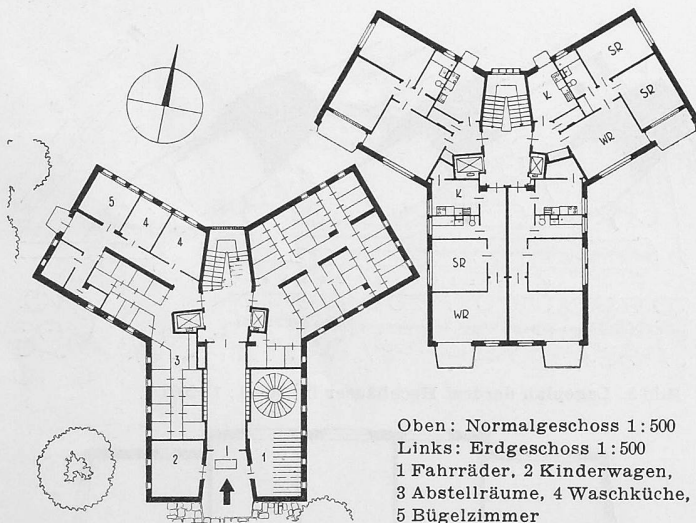 SR
K
SR
WR
K
SR
WR
5
4
4
3
2
1
Oben: Normalgeschoss 1:500
Links: Erdgeschoss 1:500
1 Fahrräder, 2 Kinderwagen,
3 Abstellräume, 4 Waschküche,
5 Bügelzimmer